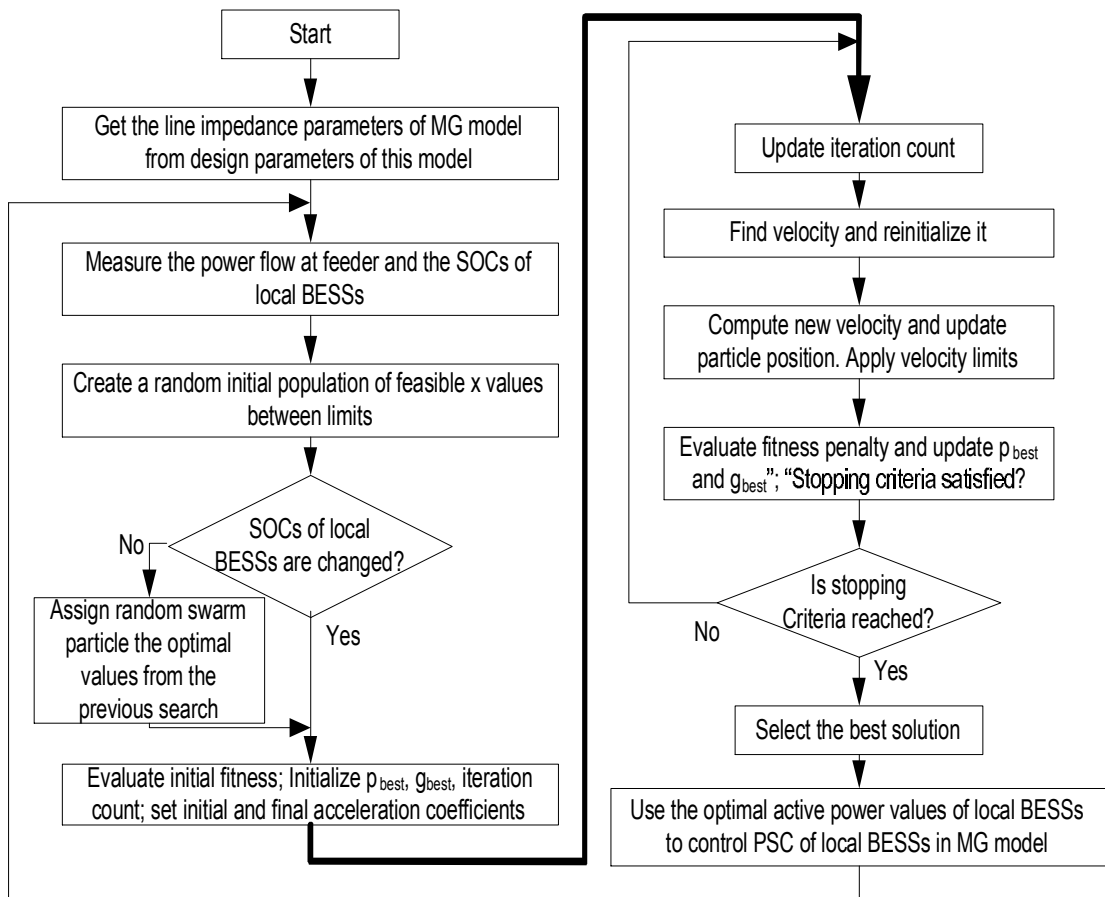 Start
Get the line impedance parameters of MG model
from design parameters of this model
Measure the power flow at feeder and the SOCs of
local BESSs
Create a random initial population of feasible x values
between limits
SOCs of local
BESSs are changed?
No
Yes
Assign random swarm
particle the optimal
values from the
previous search
Evaluate initial fitness; Initialize pbest, gbest, iteration
count; set initial and final acceleration coefficients
Update iteration count
Find velocity and reinitialize it
Compute new velocity and update
particle position. Apply velocity limits
Evaluate fitness penalty and update pbest
and gbest”; “Stopping criteria satisfied?
Is stopping
Criteria reached?
No
Yes
Select the best solution
Use the optimal active power values of local BESSs
to control PSC of local BESSs in MG model